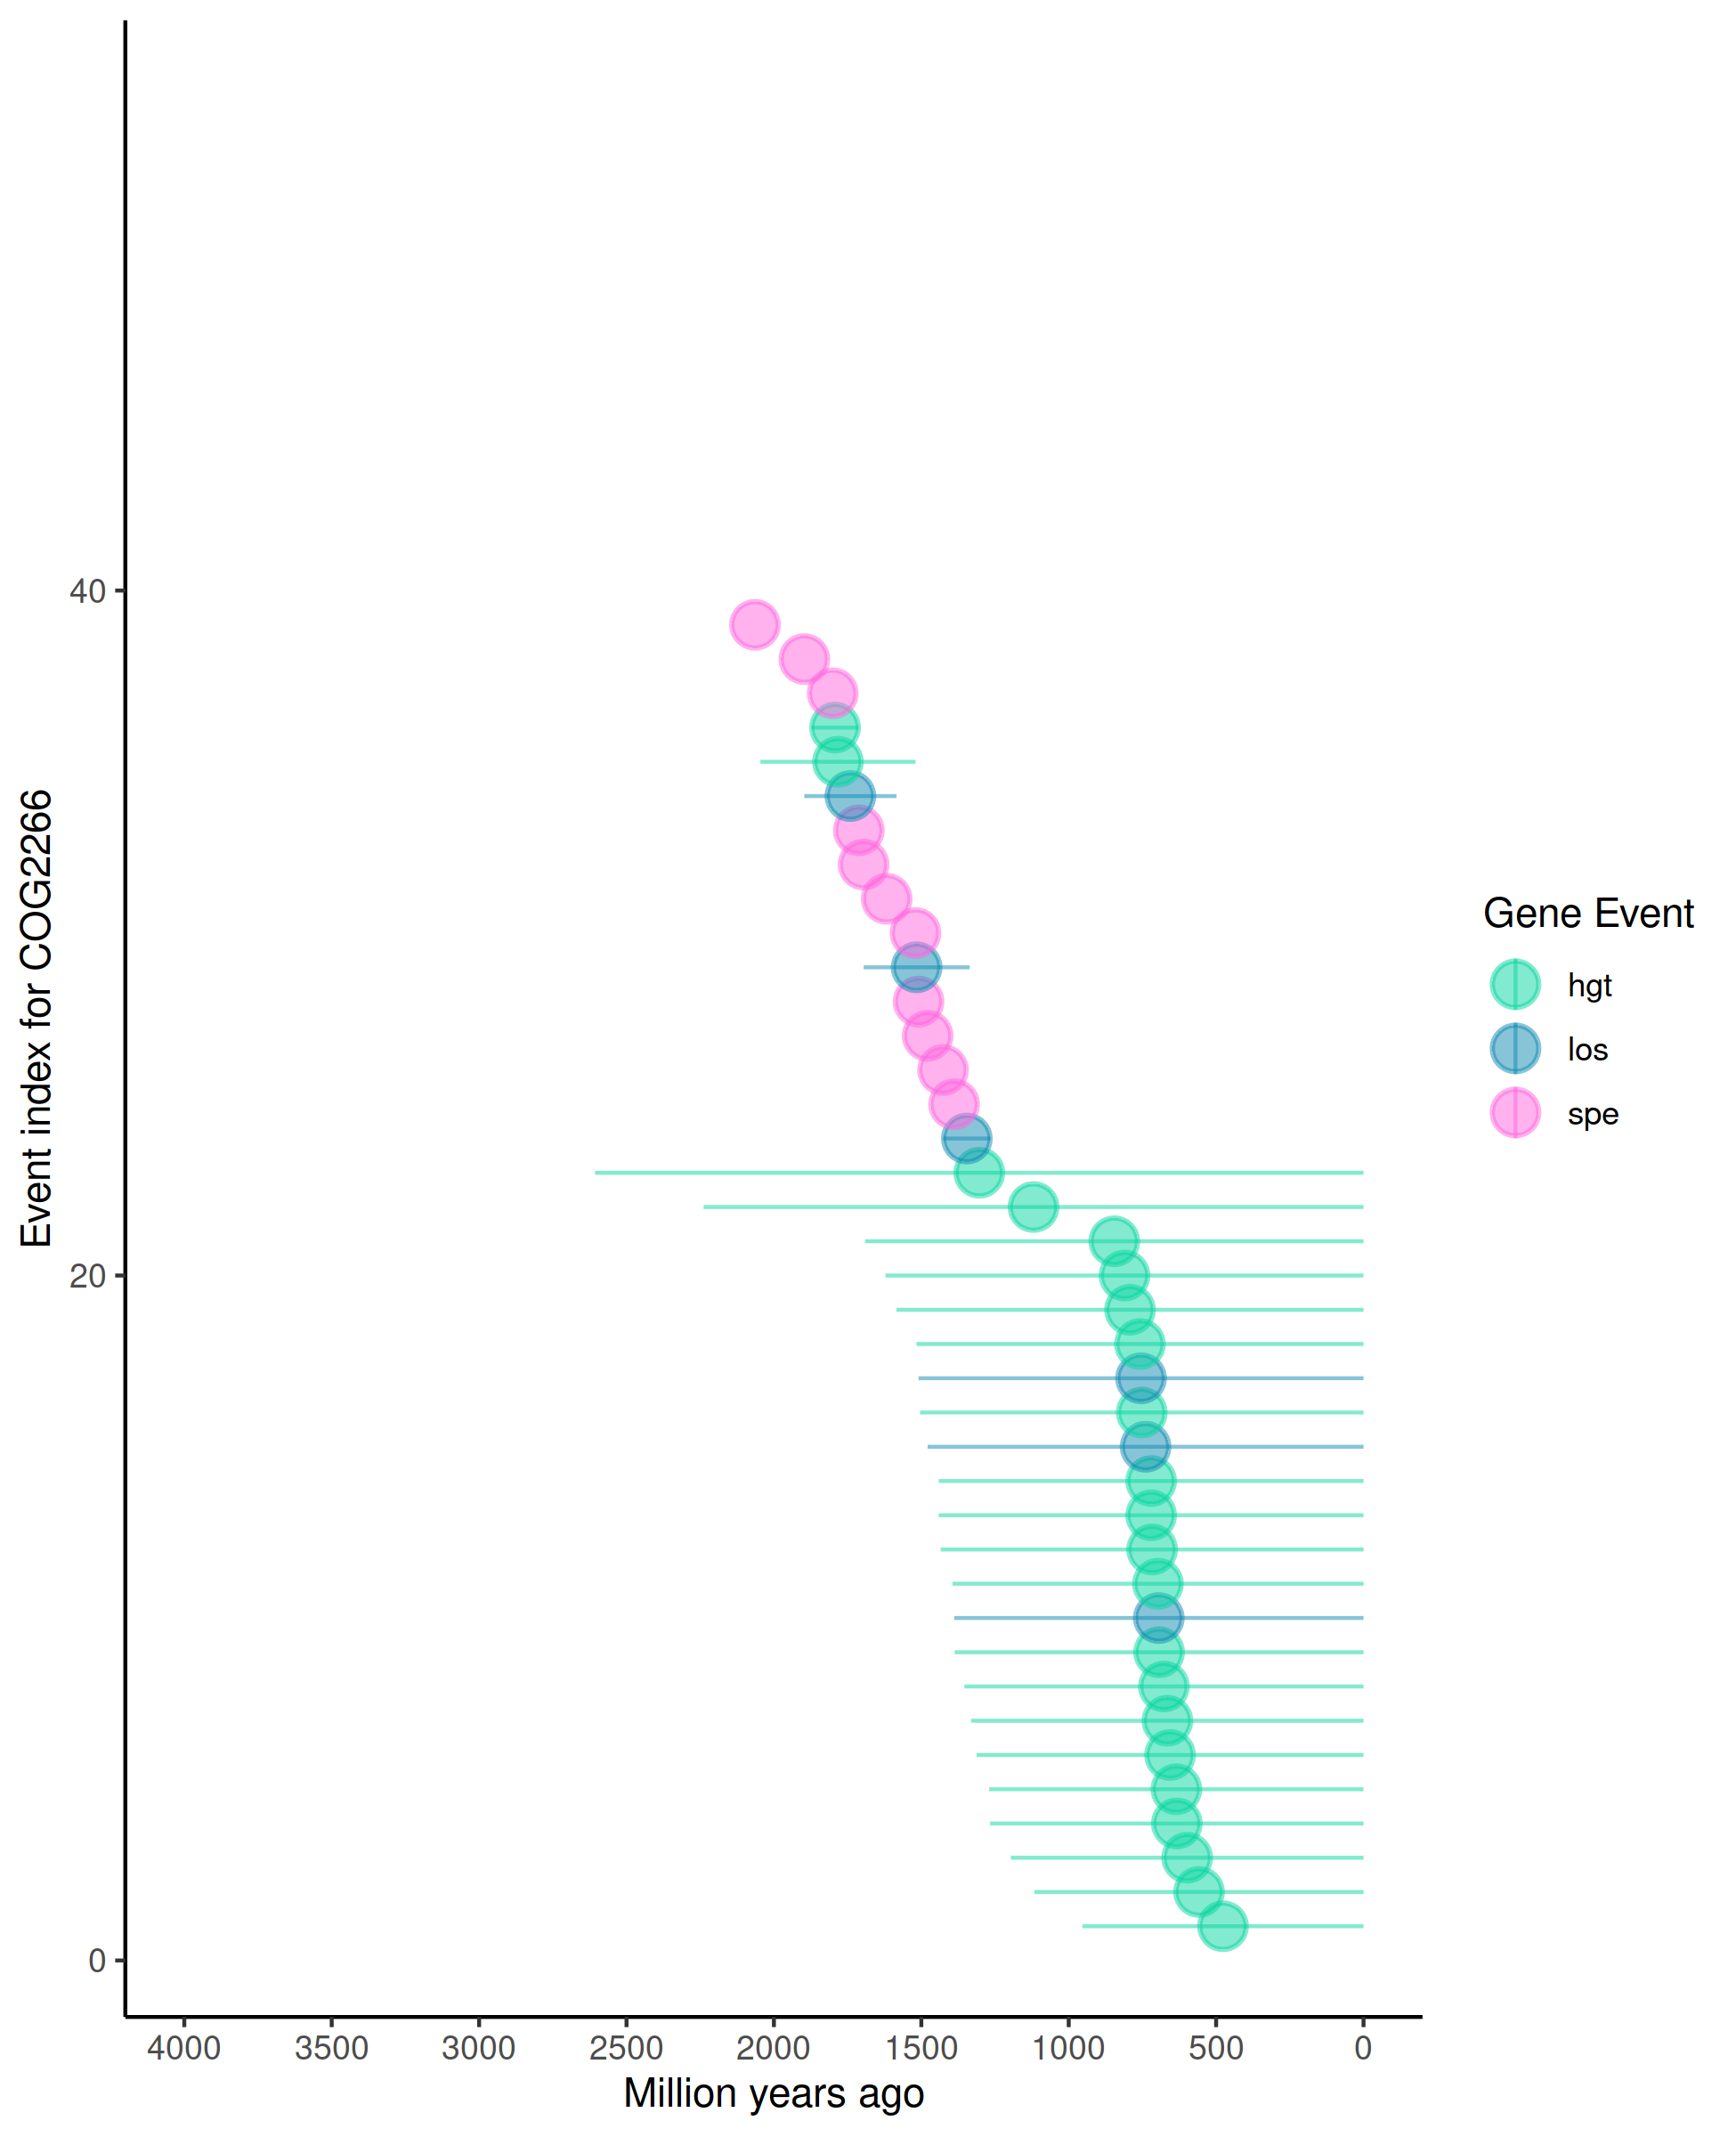 Event index for COG2266
40
20
0
4000 3500 3000 2500 2000 1500 1000 500 0
Million years ago
Gene Event
hgt
los
spe